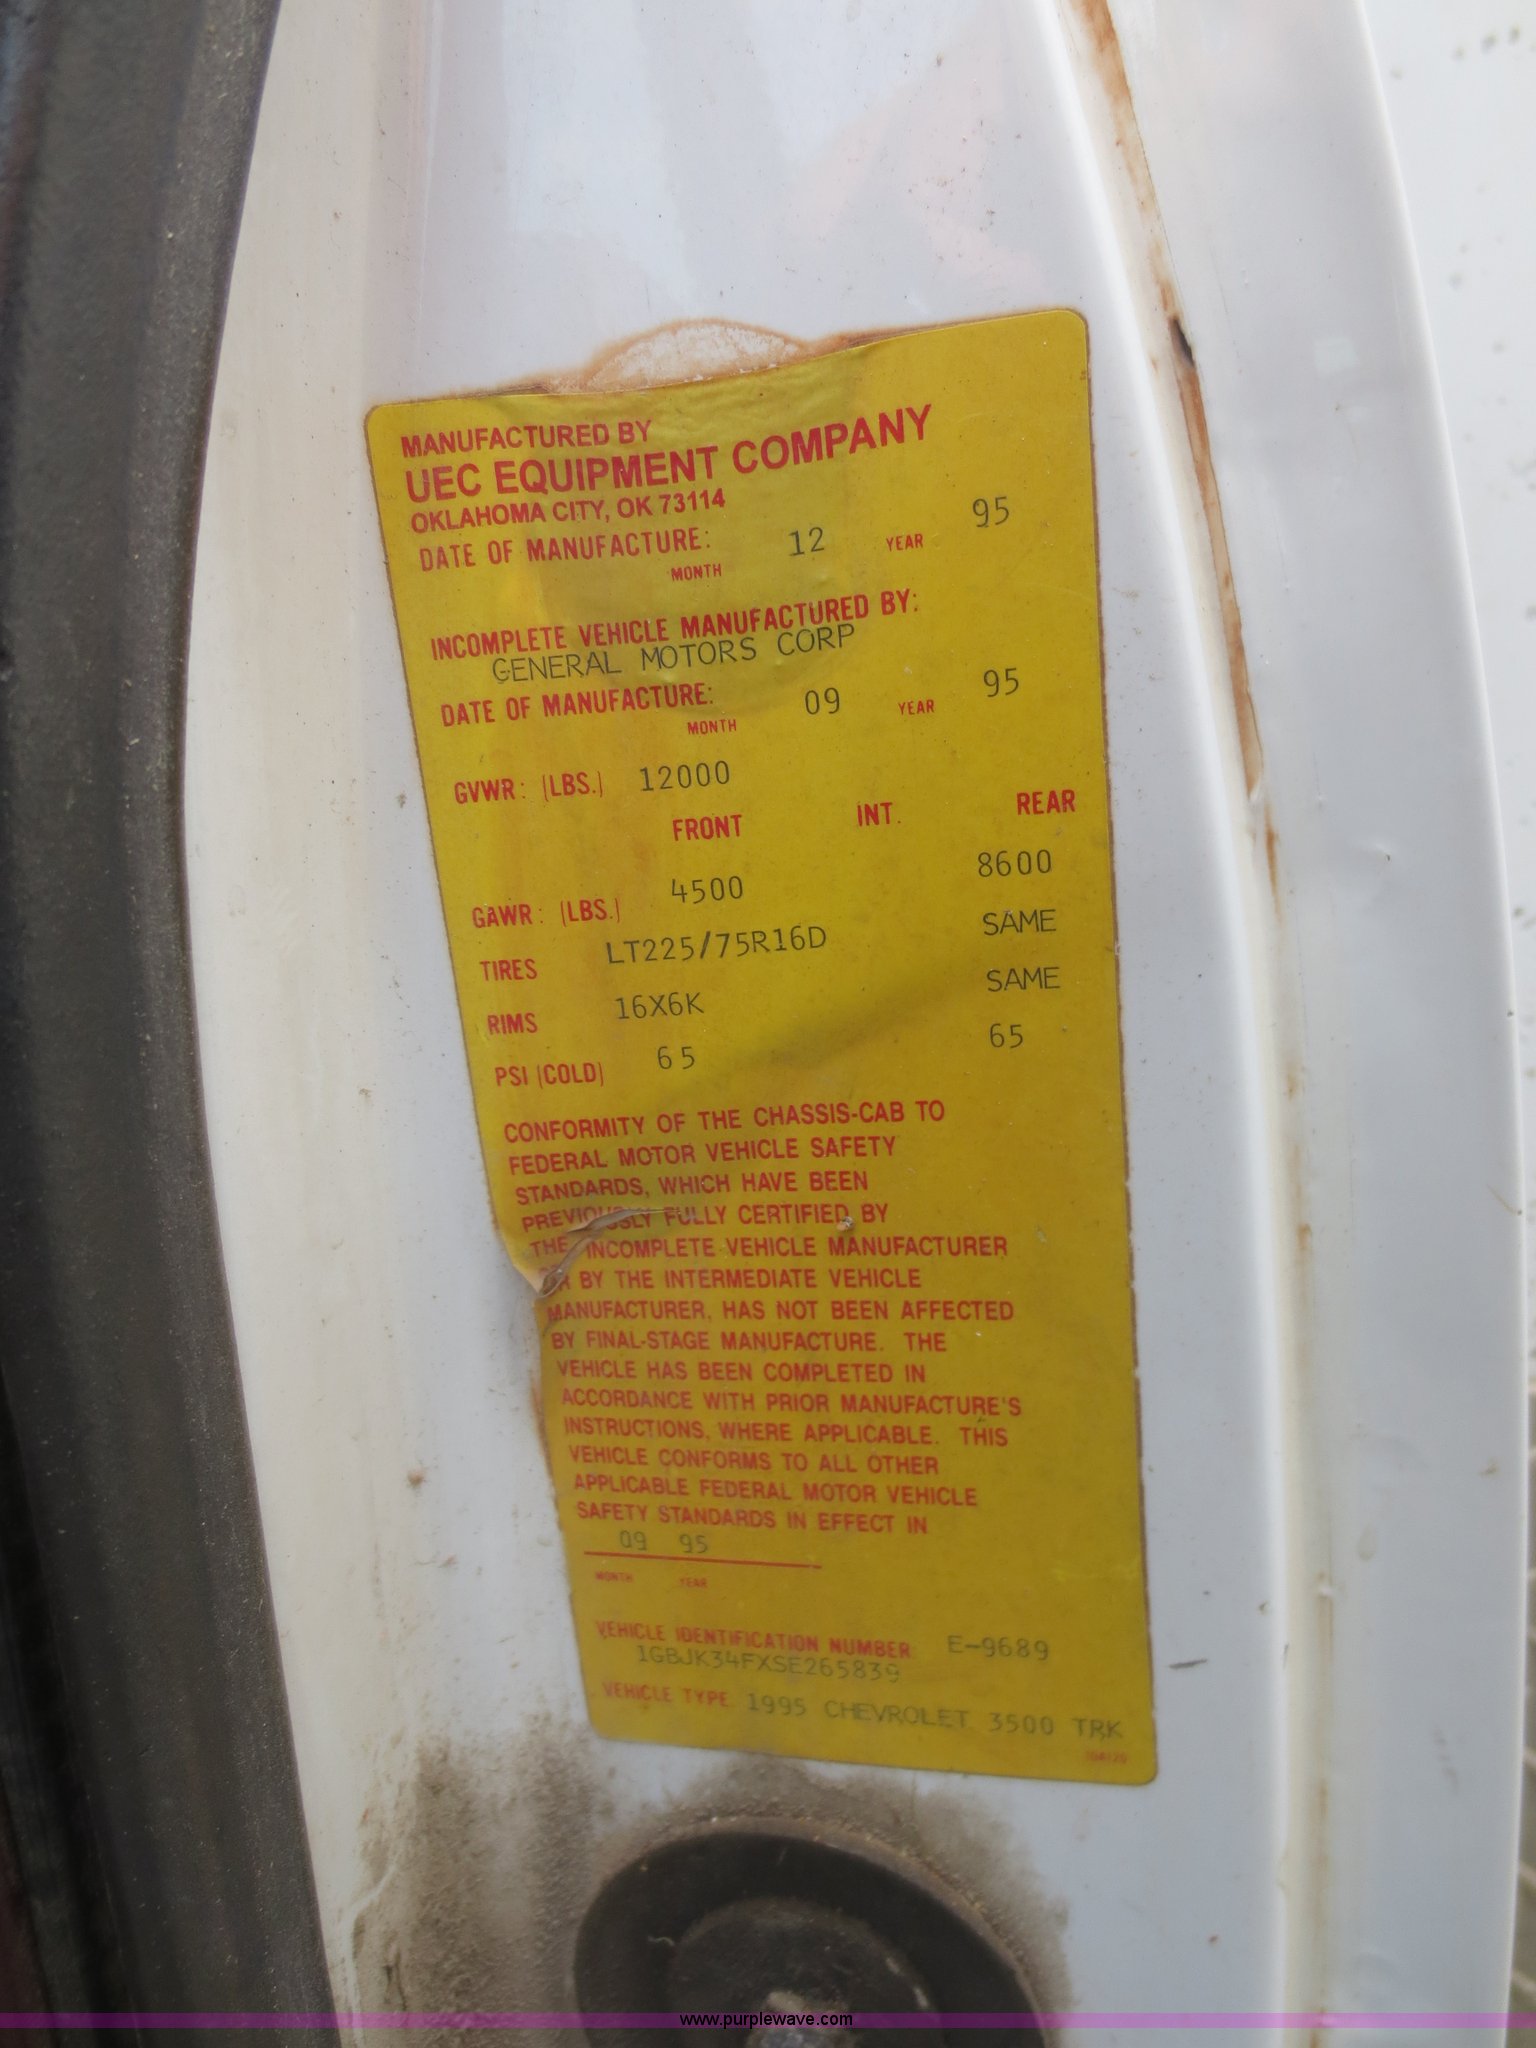 MANUFACTURED BY
UEC EQUIPMENT COMPANY
OKLAHOMA CITY, OK 73114
DATE OF MANUFACTURE: 12 YEAR 95
MONTH
INCOMPLETE VEHICLE MANUFACTURED BY:
GENERAL MOTORS CORP
DATE OF MANUFACTURE: 09 YEAR 95
MONTH
GVWR: (LBS.) 12000
FRONT INT. REAR
GAWR: (LBS.) 4500 8600
TIRES LT225/75R16D SAME
RIMS 16X6K SAME
PSI (COLD) 65 65
CONFORMITY OF THE CHASSIS-CAB TO
FEDERAL MOTOR VEHICLE SAFETY
STANDARDS, WHICH HAVE BEEN
PREVIOUSLY FULLY CERTIFIED BY
THE INCOMPLETE VEHICLE MANUFACTURER
OR BY THE INTERMEDIATE VEHICLE
MANUFACTURER, HAS NOT BEEN AFFECTED
BY FINAL-STAGE MANUFACTURE. THE
VEHICLE HAS BEEN COMPLETED IN
ACCORDANCE WITH PRIOR MANUFACTURE'S
INSTRUCTIONS, WHERE APPLICABLE. THIS
VEHICLE CONFORMS TO ALL OTHER
APPLICABLE FEDERAL MOTOR VEHICLE
SAFETY STANDARDS IN EFFECT IN
09 95
MONTH YEAR
VEHICLE IDENTIFICATION NUMBER E-9689
1GBJK34FXSE265839
VEHICLE TYPE 1995 CHEVROLET 3500 TRK
www.purplewave.com